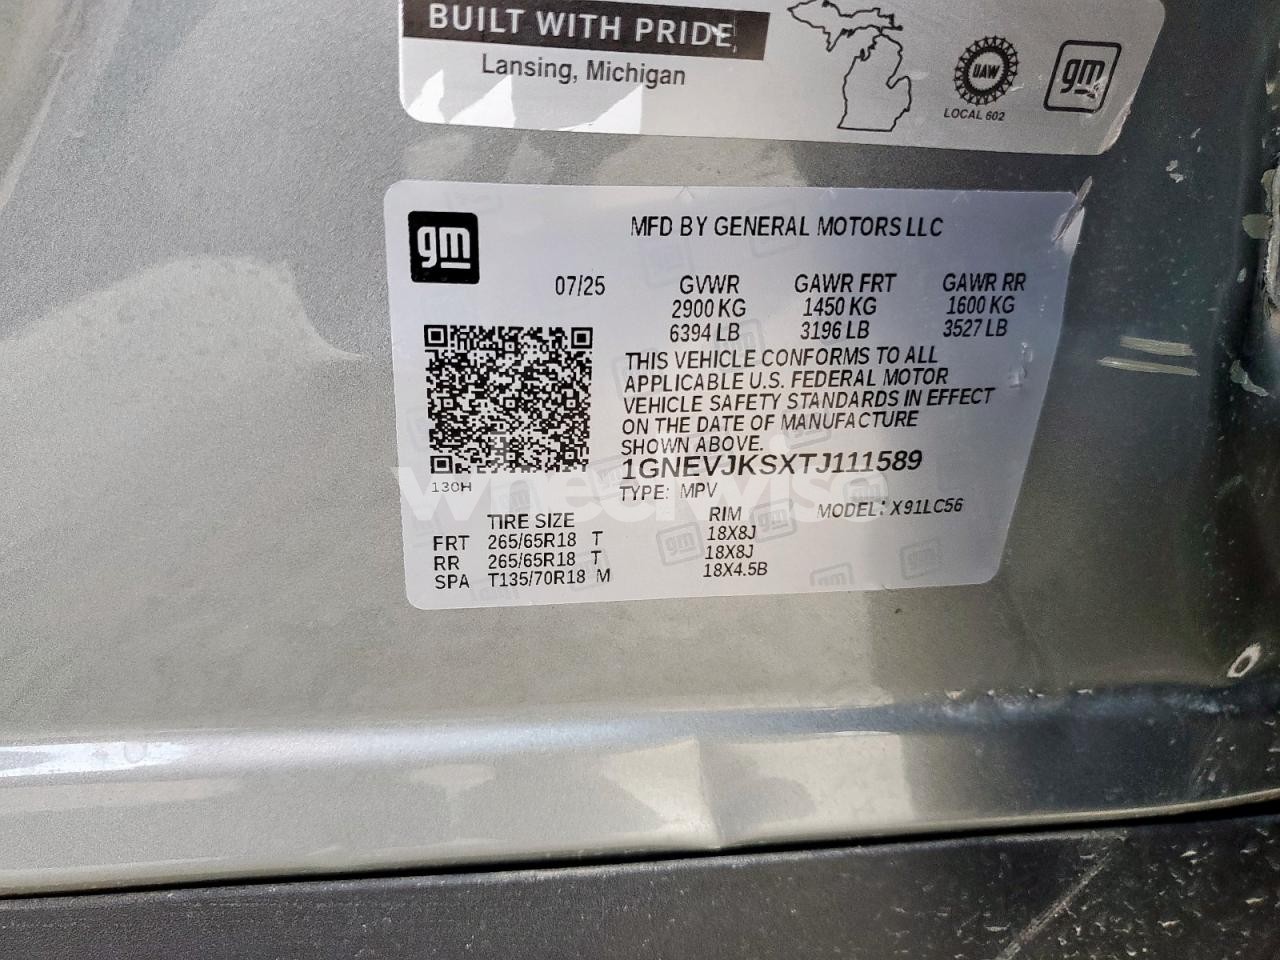 BUILT WITH PRIDE
Lansing, Michigan
UAW
LOCAL 602
gm
gm
MFD BY GENERAL MOTORS LLC
07/25 GVWR GAWR FRT GAWR RR
2900 KG 1450 KG 1600 KG
6394 LB 3196 LB 3527 LB
THIS VEHICLE CONFORMS TO ALL
APPLICABLE U.S. FEDERAL MOTOR
VEHICLE SAFETY STANDARDS IN EFFECT
ON THE DATE OF MANUFACTURE
SHOWN ABOVE.
1GNEVJKSXTJ111589
130H
TYPE: MPV MODEL: X91LC56
wheelwise
TIRE SIZE RIM
FRT 265/65R18 T 18X8J
RR 265/65R18 T 18X8J
SPA T135/70R18 M 18X4.5B